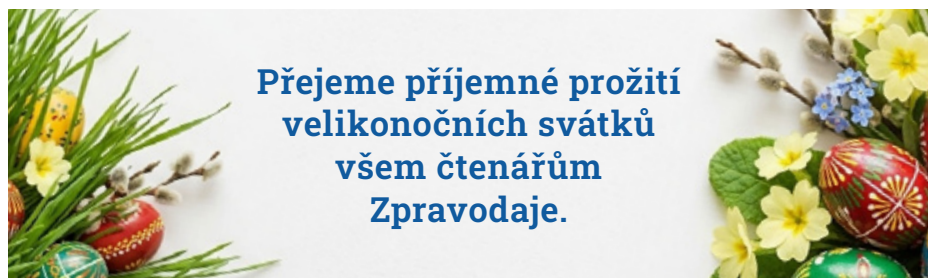 Přejeme příjemné prožití
velikonočních svátků
všem čtenářům
Zpravodaje.